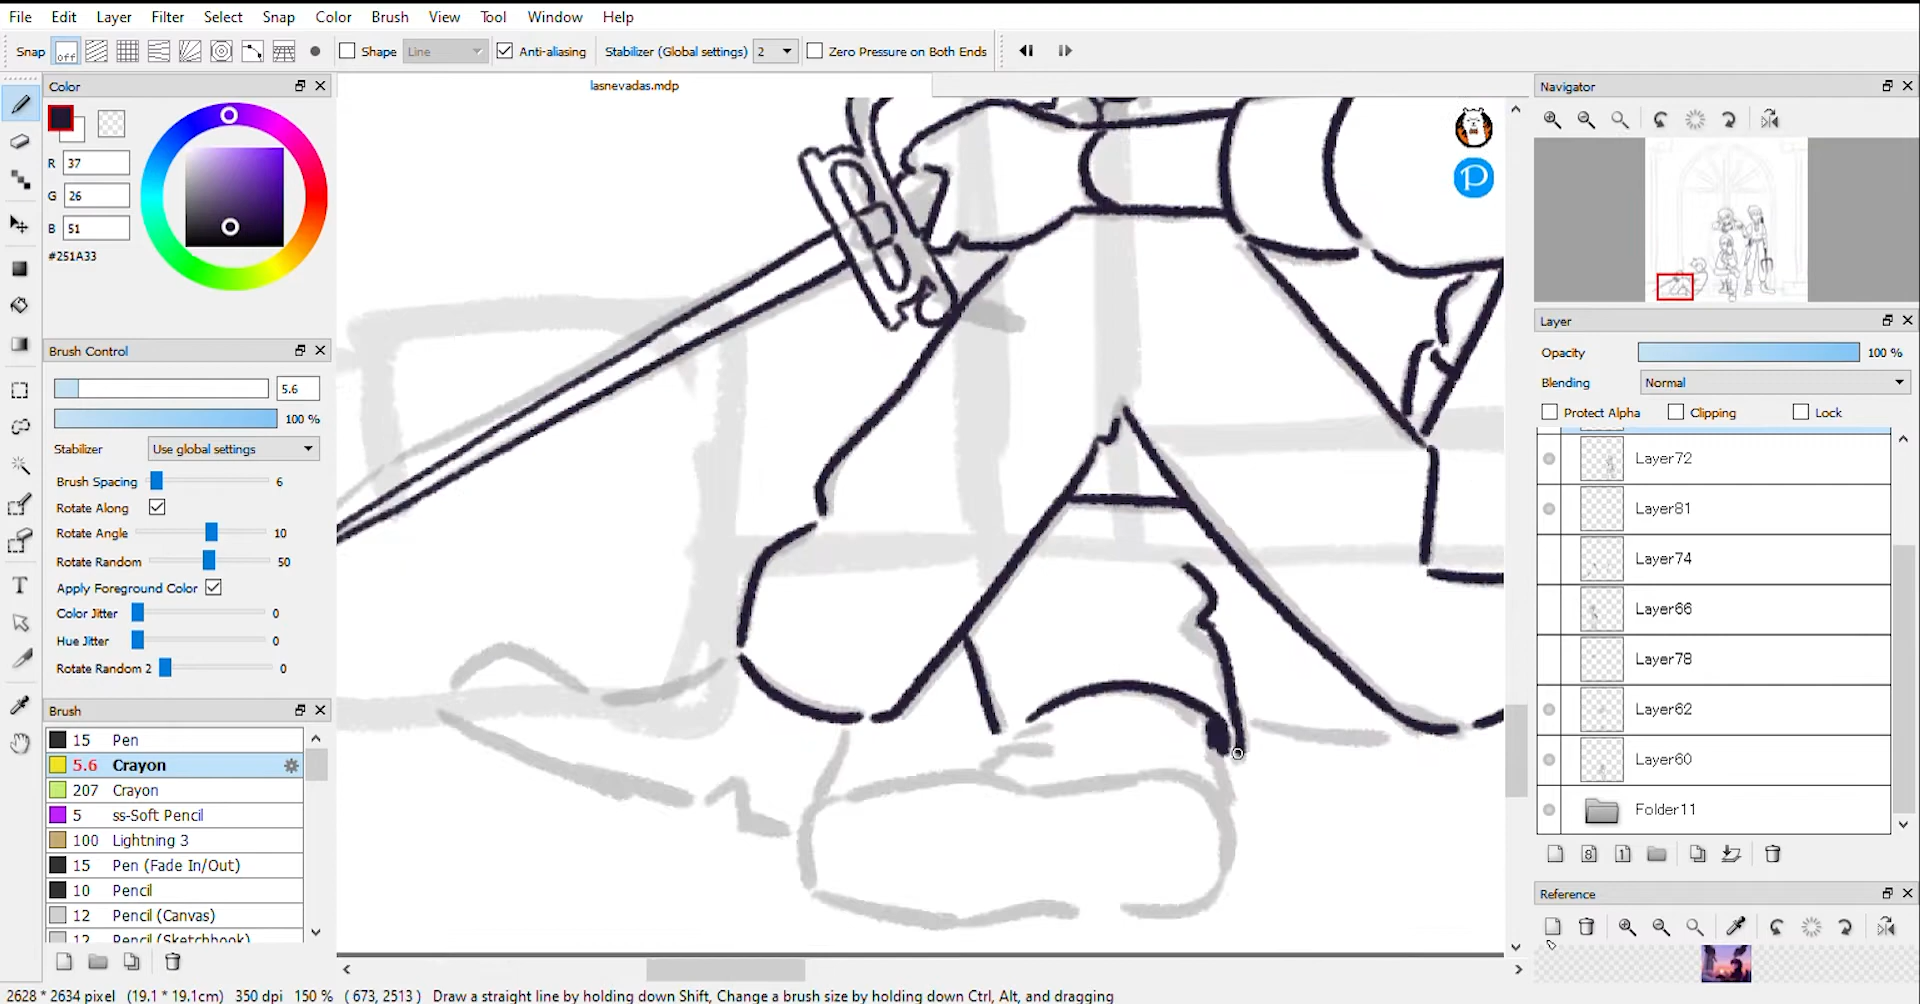 File Edit Layer Filter Select Snap Color Brush View Tool Window Help
Snap off Shape Line Anti-aliasing Stabilizer (Global settings) 2 Zero Pressure on Both Ends
Color
lasnevadas.mdp
Navigator
R 37
G 26
B 51
#251A33
P
Layer
Opacity 100 %
Blending Normal
Protect Alpha Clipping Lock
Layer72
Layer81
Layer74
Layer66
Layer78
Layer62
Layer60
Folder11
8 1
Reference
Brush Control
5.6
100 %
Stabilizer Use global settings
Brush Spacing 6
Rotate Along
Rotate Angle 10
Rotate Random 50
Apply Foreground Color
Color Jitter 0
Hue Jitter 0
Rotate Random 2 0
T
Brush
15 Pen
5.6 Crayon
207 Crayon
5 ss-Soft Pencil
100 Lightning 3
15 Pen (Fade In/Out)
10 Pencil
12 Pencil (Canvas)
12 Pencil (Sketchbook)
2628 * 2634 pixel (19.1 * 19.1cm) 350 dpi 150 % ( 673, 2513 ) Draw a straight line by holding down Shift, Change a brush size by holding down Ctrl, Alt, and dragging